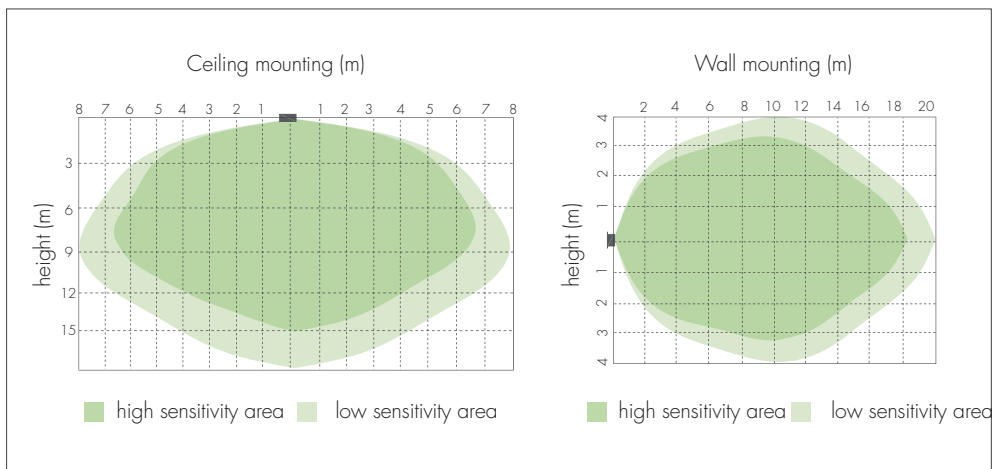 Ceiling mounting (m)
8 7 6 5 4 3 2 1 1 2 3 4 5 6 7 8
3
6
9
12
15
height (m)
high sensitivity area low sensitivity area
Wall mounting (m)
2 4 6 8 10 12 14 16 18 20
4
3
2
1
1
2
3
4
height (m)
high sensitivity area low sensitivity area